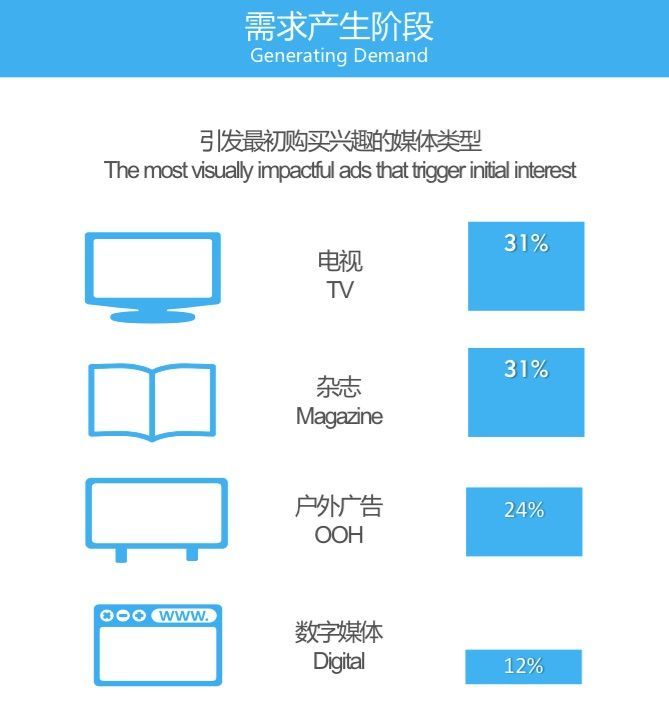 需求产生阶段
Generating Demand
引发最初购买兴趣的媒体类型
The most visually impactful ads that trigger initial interest
电视
TV
31%
杂志
Magazine
31%
户外广告
OOH
24%
www.
数字媒体
Digital
12%